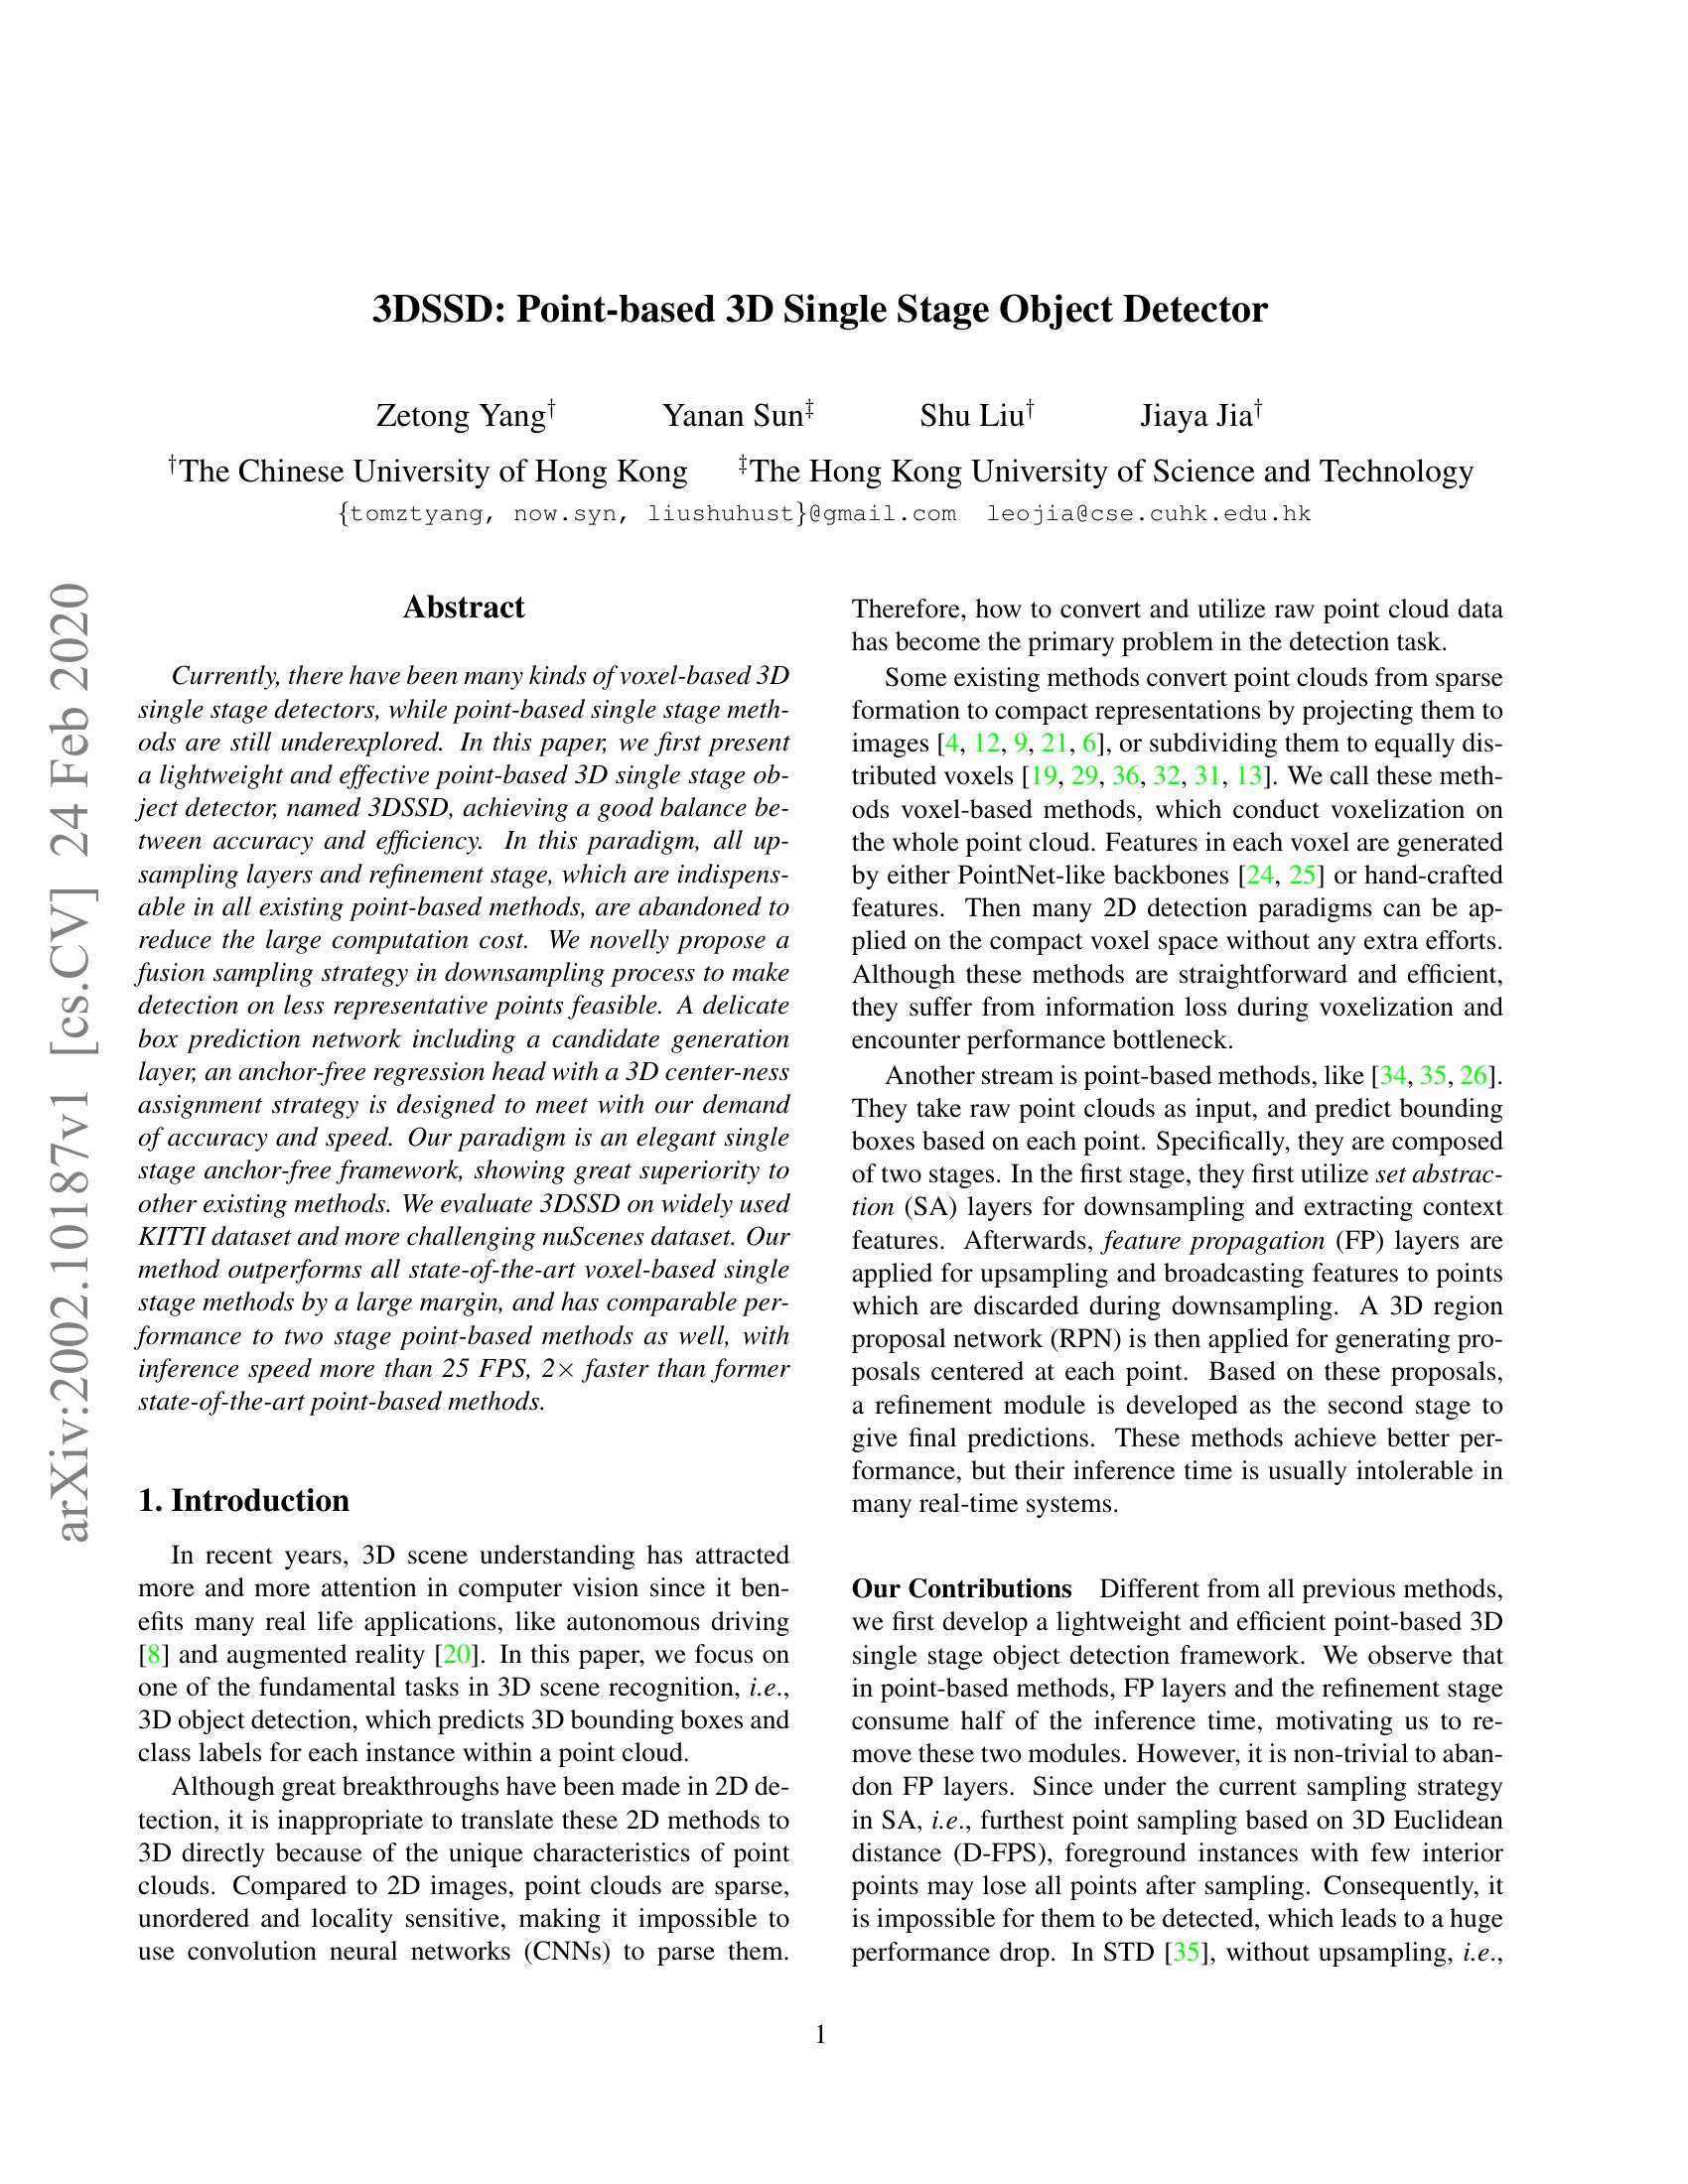 3DSSD: Point-based 3D Single Stage Object Detector
Zetong Yang† Yanan Sun‡ Shu Liu† Jiaya Jia†
†The Chinese University of Hong Kong ‡The Hong Kong University of Science and Technology
{tomztyang, now.syn, liushuhust}@gmail.com leojia@cse.cuhk.edu.hk
arXiv:2002.10187v1 [cs.CV] 24 Feb 2020
Abstract
Currently, there have been many kinds of voxel-based 3D
single stage detectors, while point-based single stage meth-
ods are still underexplored. In this paper, we first present
a lightweight and effective point-based 3D single stage ob-
ject detector, named 3DSSD, achieving a good balance be-
tween accuracy and efficiency. In this paradigm, all up-
sampling layers and refinement stage, which are indispens-
able in all existing point-based methods, are abandoned to
reduce the large computation cost. We novelly propose a
fusion sampling strategy in downsampling process to make
detection on less representative points feasible. A delicate
box prediction network including a candidate generation
layer, an anchor-free regression head with a 3D center-ness
assignment strategy is designed to meet with our demand
of accuracy and speed. Our paradigm is an elegant single
stage anchor-free framework, showing great superiority to
other existing methods. We evaluate 3DSSD on widely used
KITTI dataset and more challenging nuScenes dataset. Our
method outperforms all state-of-the-art voxel-based single
stage methods by a large margin, and has comparable per-
formance to two stage point-based methods as well, with
inference speed more than 25 FPS, 2× faster than former
state-of-the-art point-based methods.
1. Introduction
In recent years, 3D scene understanding has attracted
more and more attention in computer vision since it ben-
efits many real life applications, like autonomous driving
[8] and augmented reality [20]. In this paper, we focus on
one of the fundamental tasks in 3D scene recognition, i.e.,
3D object detection, which predicts 3D bounding boxes and
class labels for each instance within a point cloud.
Although great breakthroughs have been made in 2D de-
tection, it is inappropriate to translate these 2D methods to
3D directly because of the unique characteristics of point
clouds. Compared to 2D images, point clouds are sparse,
unordered and locality sensitive, making it impossible to
use convolution neural networks (CNNs) to parse them.
Therefore, how to convert and utilize raw point cloud data
has become the primary problem in the detection task.
Some existing methods convert point clouds from sparse
formation to compact representations by projecting them to
images [4, 12, 9, 21, 6], or subdividing them to equally dis-
tributed voxels [19, 29, 36, 32, 31, 13]. We call these meth-
ods voxel-based methods, which conduct voxelization on
the whole point cloud. Features in each voxel are generated
by either PointNet-like backbones [24, 25] or hand-crafted
features. Then many 2D detection paradigms can be ap-
plied on the compact voxel space without any extra efforts.
Although these methods are straightforward and efficient,
they suffer from information loss during voxelization and
encounter performance bottleneck.
Another stream is point-based methods, like [34, 35, 26].
They take raw point clouds as input, and predict bounding
boxes based on each point. Specifically, they are composed
of two stages. In the first stage, they first utilize set abstrac-
tion (SA) layers for downsampling and extracting context
features. Afterwards, feature propagation (FP) layers are
applied for upsampling and broadcasting features to points
which are discarded during downsampling. A 3D region
proposal network (RPN) is then applied for generating pro-
posals centered at each point. Based on these proposals,
a refinement module is developed as the second stage to
give final predictions. These methods achieve better per-
formance, but their inference time is usually intolerable in
many real-time systems.
Our Contributions Different from all previous methods,
we first develop a lightweight and efficient point-based 3D
single stage object detection framework. We observe that
in point-based methods, FP layers and the refinement stage
consume half of the inference time, motivating us to re-
move these two modules. However, it is non-trivial to aban-
don FP layers. Since under the current sampling strategy
in SA, i.e., furthest point sampling based on 3D Euclidean
distance (D-FPS), foreground instances with few interior
points may lose all points after sampling. Consequently, it
is impossible for them to be detected, which leads to a huge
performance drop. In STD [35], without upsampling, i.e.,
1